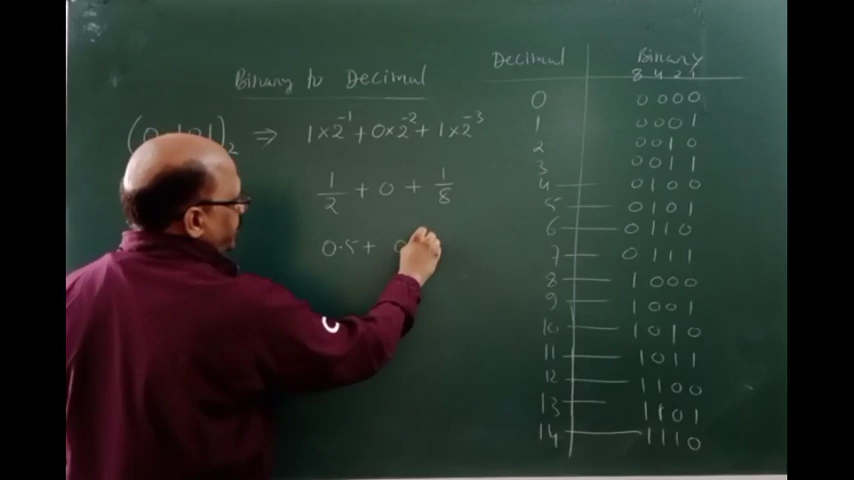 Binary to Decimal
(0.101)₂ ⇒ 1×2⁻¹ + 0×2⁻² + 1×2⁻³
1/2 + 0 + 1/8
0.5 + 0
Decimal Binary
8 4 2 1
0 0000
1 0001
2 0010
3 0011
4 0100
5 0101
6 0110
7 0111
8 1000
9 1001
10 1010
11 1011
12 1100
13 1101
14 1110